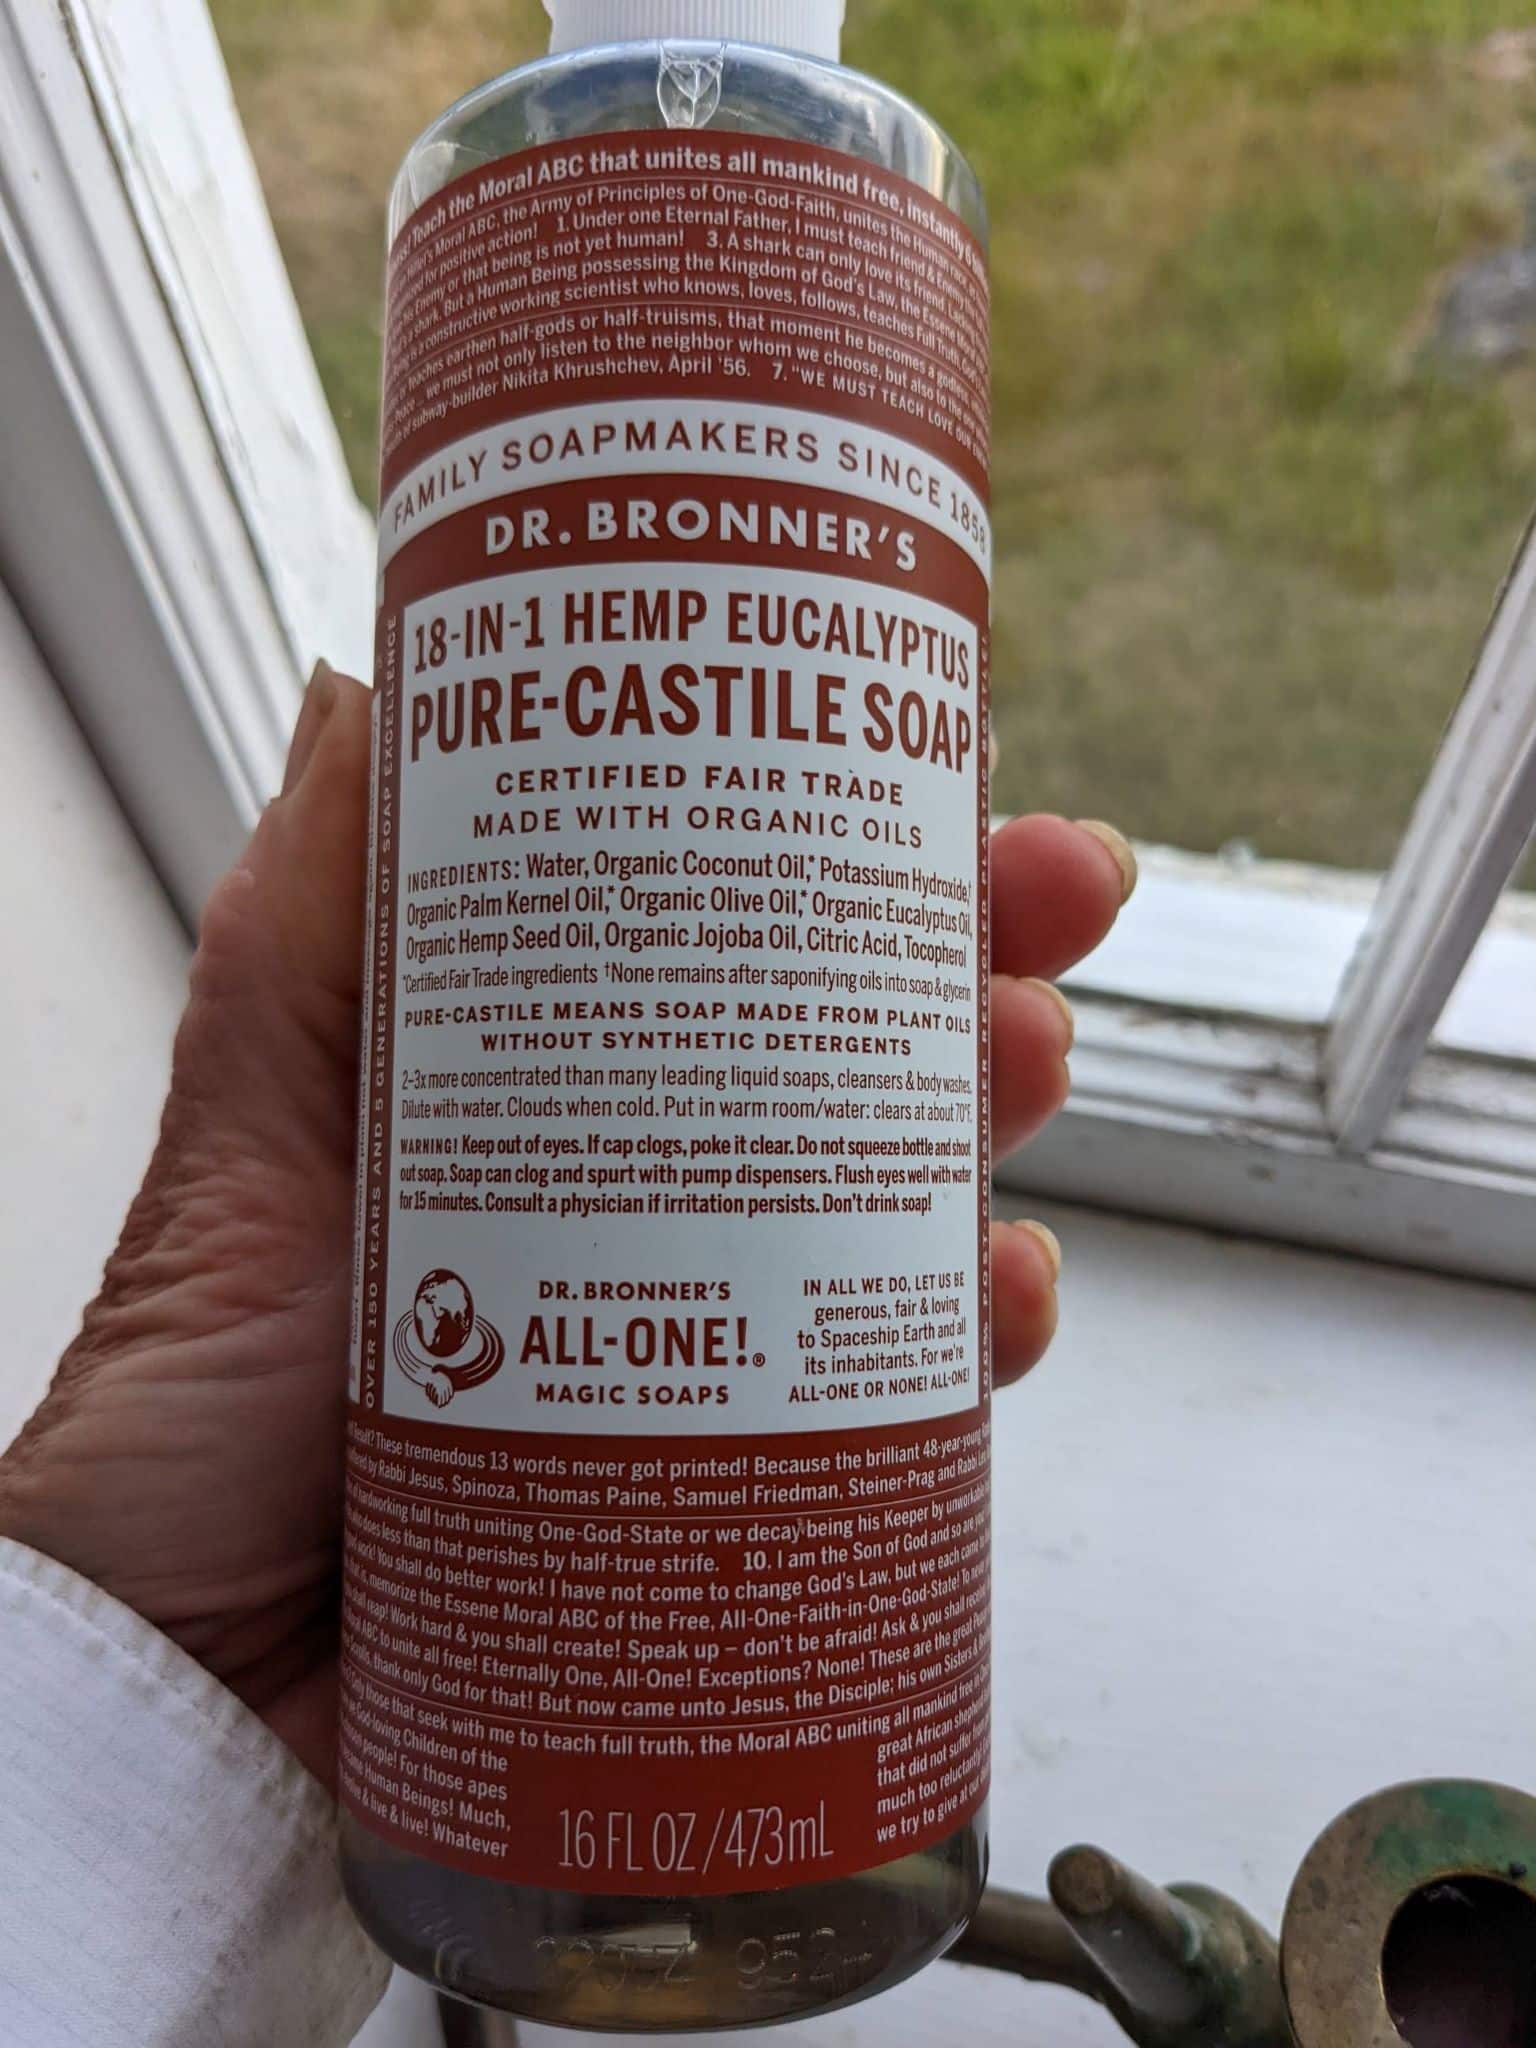 Teach the Moral ABC that unites all mankind free, instantly
Moral ABC, the Army of Principles of One-God-Faith, unites the Human race
for positive action! 1. Under one Eternal Father, I must teach friend & Enemy
Enemy or that being is not yet human! 3. A shark can only love its friend.
a shark. But a Human Being possessing the Kingdom of God's Law, the Essene Moral
is a constructive working scientist who knows, loves, follows, teaches Full Truth,
or teaches earthen half-gods or half-truisms, that moment he becomes a godless
Peace... we must not only listen to the neighbor whom we choose, but also to the
of subway-builder Nikita Khrushchev, April '56. 7. "WE MUST TEACH LOVE OUR
FAMILY SOAPMAKERS SINCE 1858
DR. BRONNER'S
18-IN-1 HEMP EUCALYPTUS
PURE-CASTILE SOAP
CERTIFIED FAIR TRADE
MADE WITH ORGANIC OILS
INGREDIENTS: Water, Organic Coconut Oil,* Potassium Hydroxide,†
Organic Palm Kernel Oil,* Organic Olive Oil,* Organic Eucalyptus Oil,
Organic Hemp Seed Oil, Organic Jojoba Oil, Citric Acid, Tocopherol
*Certified Fair Trade ingredients †None remains after saponifying oils into soap & glycerin
PURE-CASTILE MEANS SOAP MADE FROM PLANT OILS
WITHOUT SYNTHETIC DETERGENTS
2-3x more concentrated than many leading liquid soaps, cleansers & body washes.
Dilute with water. Clouds when cold. Put in warm room/water: clears at about 70°F.
WARNING! Keep out of eyes. If cap clogs, poke it clear. Do not squeeze bottle and shoot
out soap. Soap can clog and spurt with pump dispensers. Flush eyes well with water
for 15 minutes. Consult a physician if irritation persists. Don't drink soap!
DR. BRONNER'S
ALL-ONE!®
MAGIC SOAPS
IN ALL WE DO, LET US BE
generous, fair & loving
to Spaceship Earth and all
its inhabitants. For we're
ALL-ONE OR NONE! ALL-ONE!
OVER 150 YEARS AND 5 GENERATIONS OF SOAP EXCELLENCE
100% POST-CONSUMER RECYCLED PLASTIC BOTTLE!
Result? These tremendous 13 words never got printed! Because the brilliant 48-year-young
by Rabbi Jesus, Spinoza, Thomas Paine, Samuel Friedman, Steiner-Prag and Rabbi
hardworking full truth uniting One-God-State or we decay being his Keeper by unworkable
does less than that perishes by half-true strife. 10. I am the Son of God and so are
work! You shall do better work! I have not come to change God's Law, but we each came
that is, memorize the Essene Moral ABC of the Free, All-One-Faith-in-One-God-State! To
shall reap! Work hard & you shall create! Speak up – don't be afraid! Ask & you shall receive
ABC to unite all free! Eternally One, All-One! Exceptions? None! These are the great
Scrolls, thank only God for that! But now came unto Jesus, the Disciple; his own Sisters &
Only those that seek with me to teach full truth, the Moral ABC uniting all mankind free
God-loving Children of the
people! For those apes
Human Beings! Much,
& live & live! Whatever
great African shepherd
that did not suffer from
much too reluctantly!
we try to give at
16 FL OZ/473mL